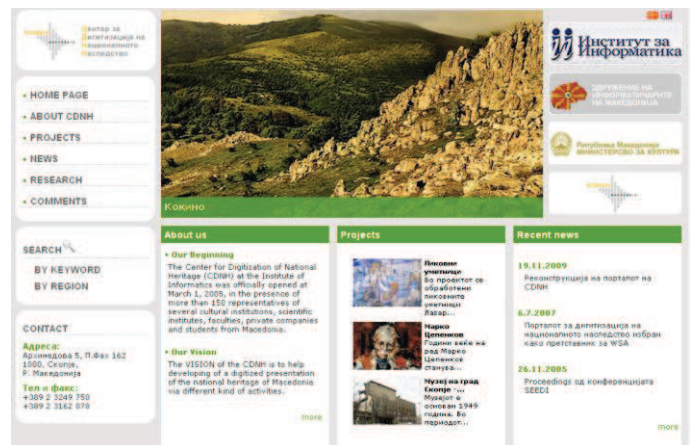 Центар за
Дигитизација на
Националното
Наследство
HOME PAGE
ABOUT CDNH
PROJECTS
NEWS
RESEARCH
COMMENTS
SEARCH
BY KEYWORD
BY REGION
CONTACT
Адреса:
Архимедова 5, П.Фах 162
1000, Скопје,
Р. Македонија
Тел и факс:
+389 2 3249 750
+389 2 3162 078
Кокино
About us
Our Beginning
The Center for Digitization of National
Heritage (CDNH) at the Institute of
Informatics was officially opened at
March 1, 2005, in the presence of
more than 150 representatives of
several cultural institutions, scientific
institutes, faculties, private companies
and students from Macedonia.
Our Vision
The VISION of the CDNH is to help
developing of a digitized presentation
of the national heritage of Macedonia
via different kind of activities.
more
Projects
Ликовни
уметници
Во проектот се
обработени
ликовните
уметници
Лазар...
Марко
Цепенков
Години веќе на
рад Марко
Цепенков
станува...
Музеј на град
Скопје -...
Музејот е
основан 1949
година. Во
периодот...
Институт за
Информатика
ЗДРУЖЕНИЕ НА
ИНФОРМАТИЧАРИТЕ
НА МАКЕДОНИЈА
Република Македонија
МИНИСТЕРСТВО ЗА КУЛТУРА
Recent news
19.11.2009
Реконструкција на порталот на
CDNH
6.7.2007
Порталот за дигитизација на
националното наследство избран
како претставник за WSA
26.11.2005
Proceedings од конференцијата
SEEDI
more